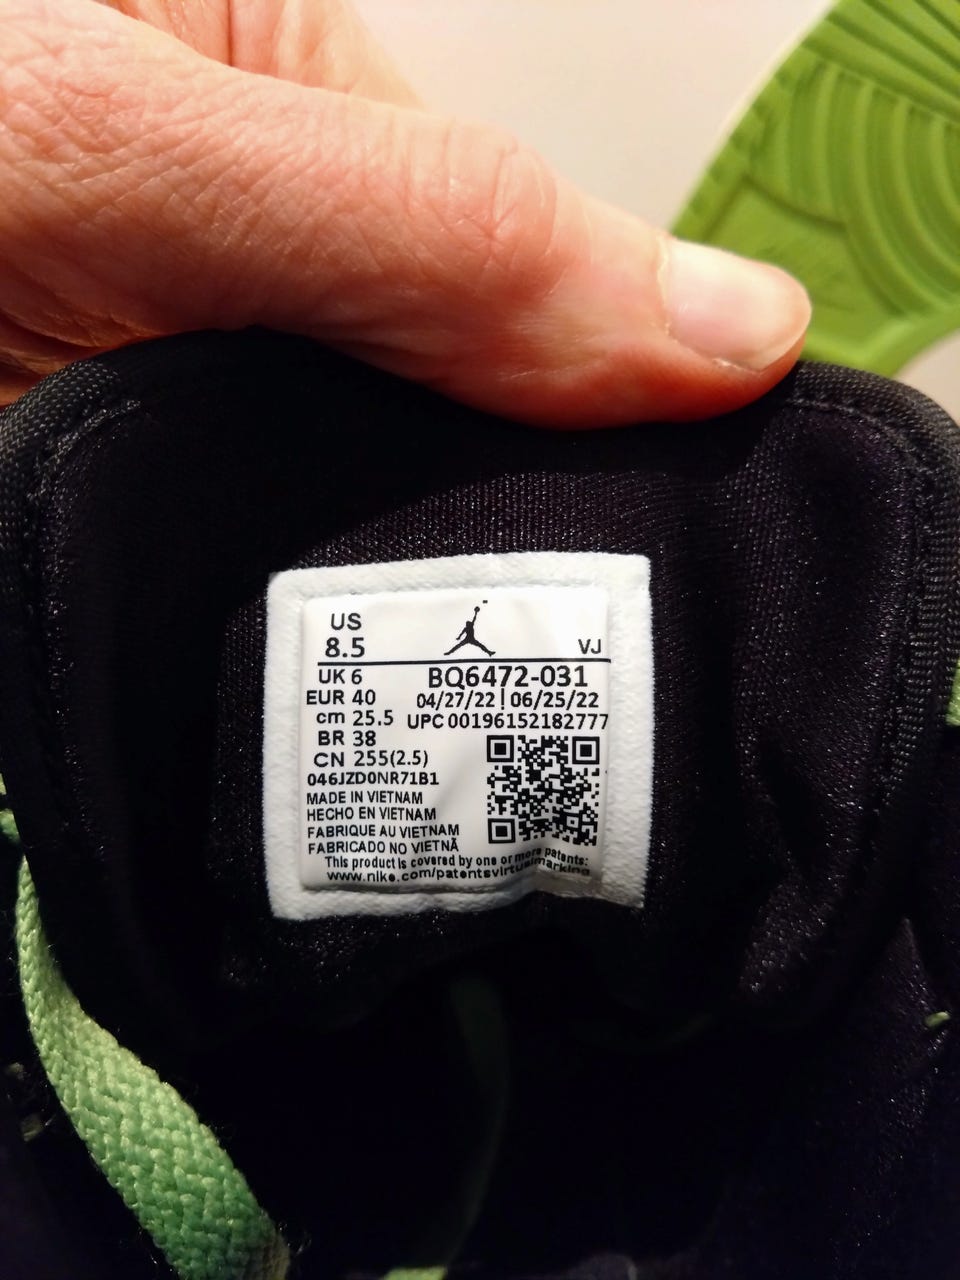 US
8.5
VJ
UK 6
BQ6472-031
EUR 40
04/27/22 | 06/25/22
cm 25.5
UPC 00196152182777
BR 38
CN 255(2.5)
046JZD0NR71B1
MADE IN VIETNAM
HECHO EN VIETNAM
FABRIQUE AU VIETNAM
FABRICADO NO VIETNÃ
This product is covered by one or more patents:
www.nike.com/patentsvirtualmarking